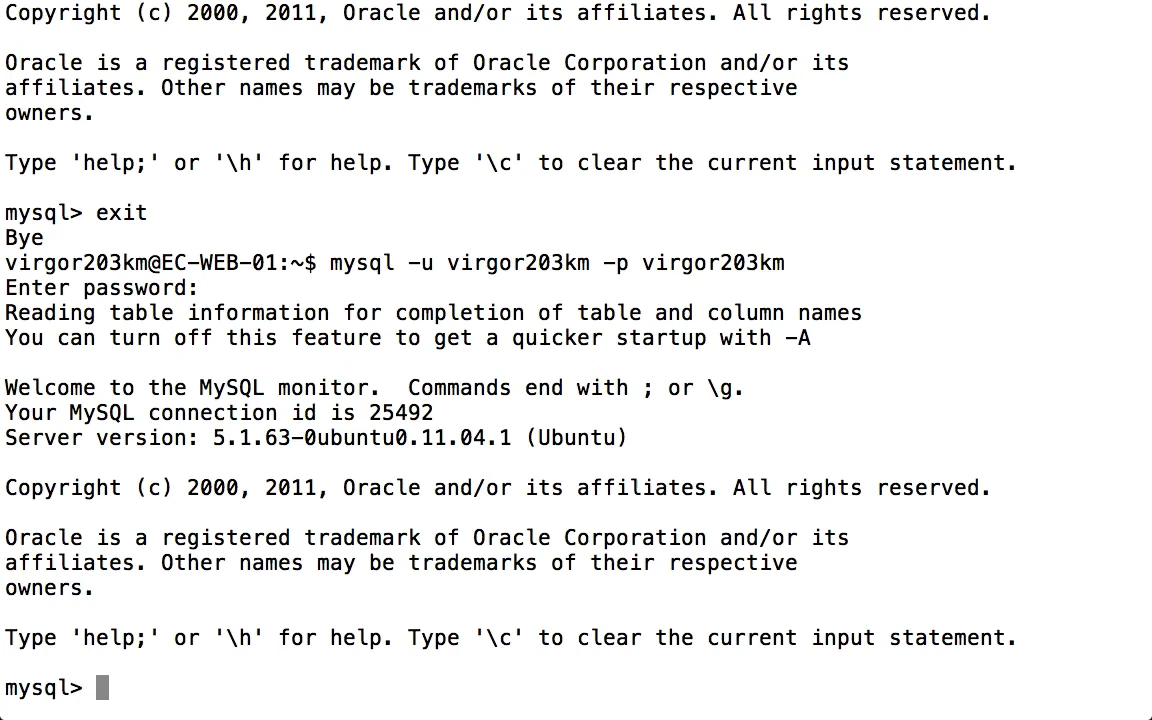 Copyright (c) 2000, 2011, Oracle and/or its affiliates. All rights reserved.
Oracle is a registered trademark of Oracle Corporation and/or its
affiliates. Other names may be trademarks of their respective
owners.
Type 'help;' or '\h' for help. Type '\c' to clear the current input statement.
mysql> exit
Bye
virgor203km@EC-WEB-01:~$ mysql -u virgor203km -p virgor203km
Enter password:
Reading table information for completion of table and column names
You can turn off this feature to get a quicker startup with -A
Welcome to the MySQL monitor.  Commands end with ; or \g.
Your MySQL connection id is 25492
Server version: 5.1.63-0ubuntu0.11.04.1 (Ubuntu)
Copyright (c) 2000, 2011, Oracle and/or its affiliates. All rights reserved.
Oracle is a registered trademark of Oracle Corporation and/or its
affiliates. Other names may be trademarks of their respective
owners.
Type 'help;' or '\h' for help. Type '\c' to clear the current input statement.
mysql>